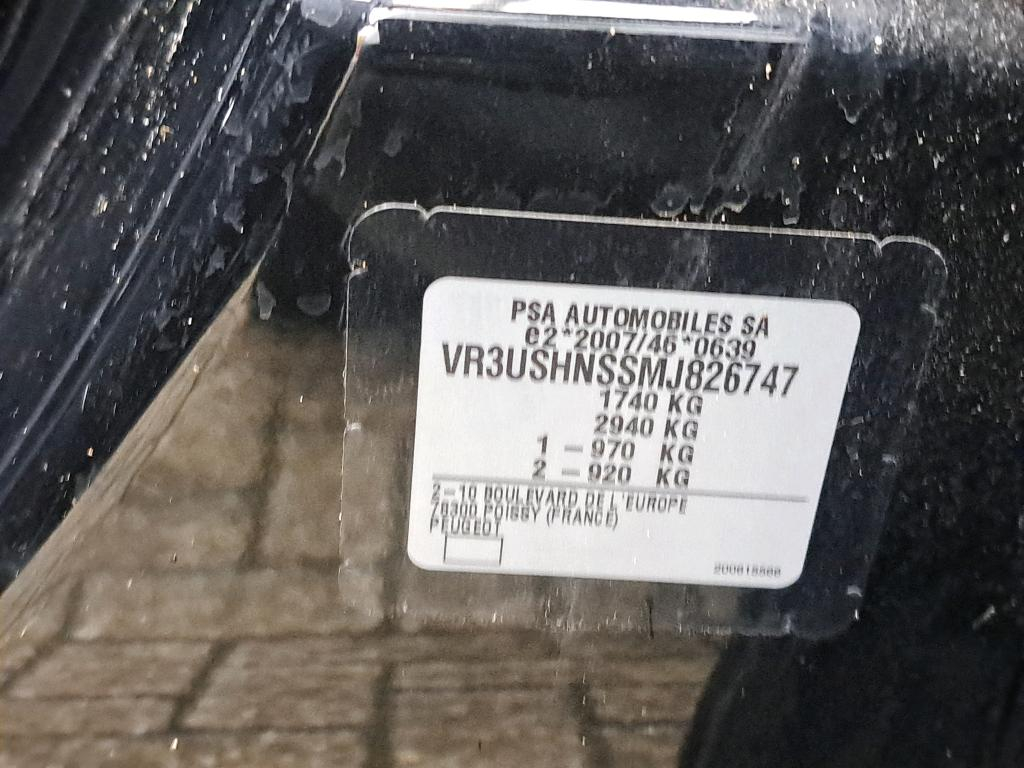 PSA AUTOMOBILES SA
e2*2007/46*0639
VR3USHNSSMJ826747
1740 KG
2940 KG
1 – 970 KG
2 – 920 KG
2 – 10 BOULEVARD DE L'EUROPE
78300 POISSY (FRANCE)
PEUGEOT